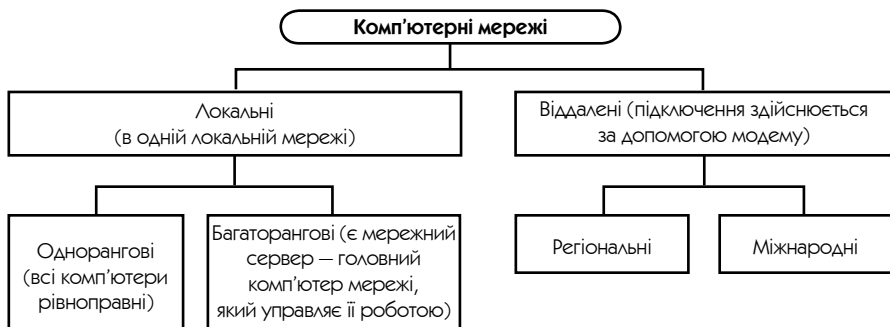 Комп'ютерні мережі
Локальні
(в одній локальній мережі)
Віддалені (підключення здійснюється
за допомогою модему)
Однорангові
(всі комп'ютери
рівноправні)
Багаторангові (є мережний
сервер — головний
комп'ютер мережі,
який управляє її роботою)
Регіональні
Міжнародні